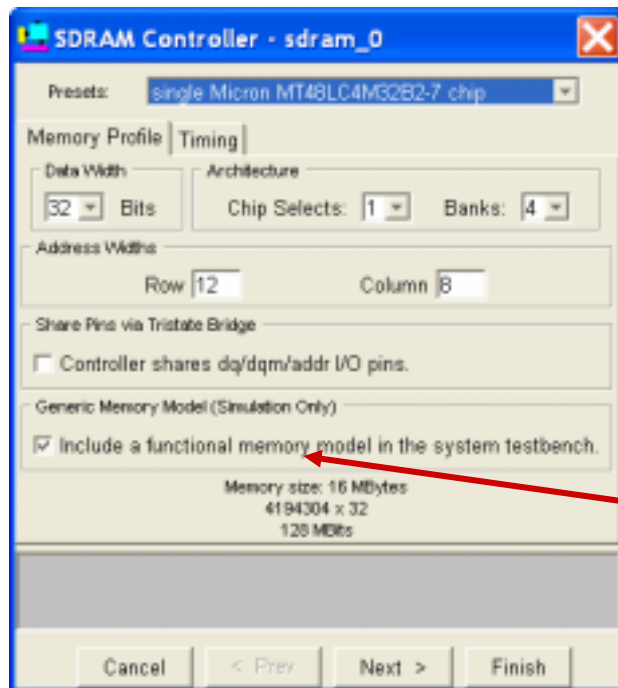 SDRAM Controller - sdram_0
Presets: single Micron MT48LC4M32B2-7 chip
Memory Profile Timing
Data Width Architecture
32 Bits Chip Selects: 1 Banks: 4
Address Widths
Row 12 Column 8
Share Pins via Tristate Bridge
Controller shares dq/dqm/addr I/O pins.
Generic Memory Model (Simulation Only)
Include a functional memory model in the system testbench.
Memory size: 16 MBytes
4194304 x 32
128 MBits
Cancel < Prev Next > Finish